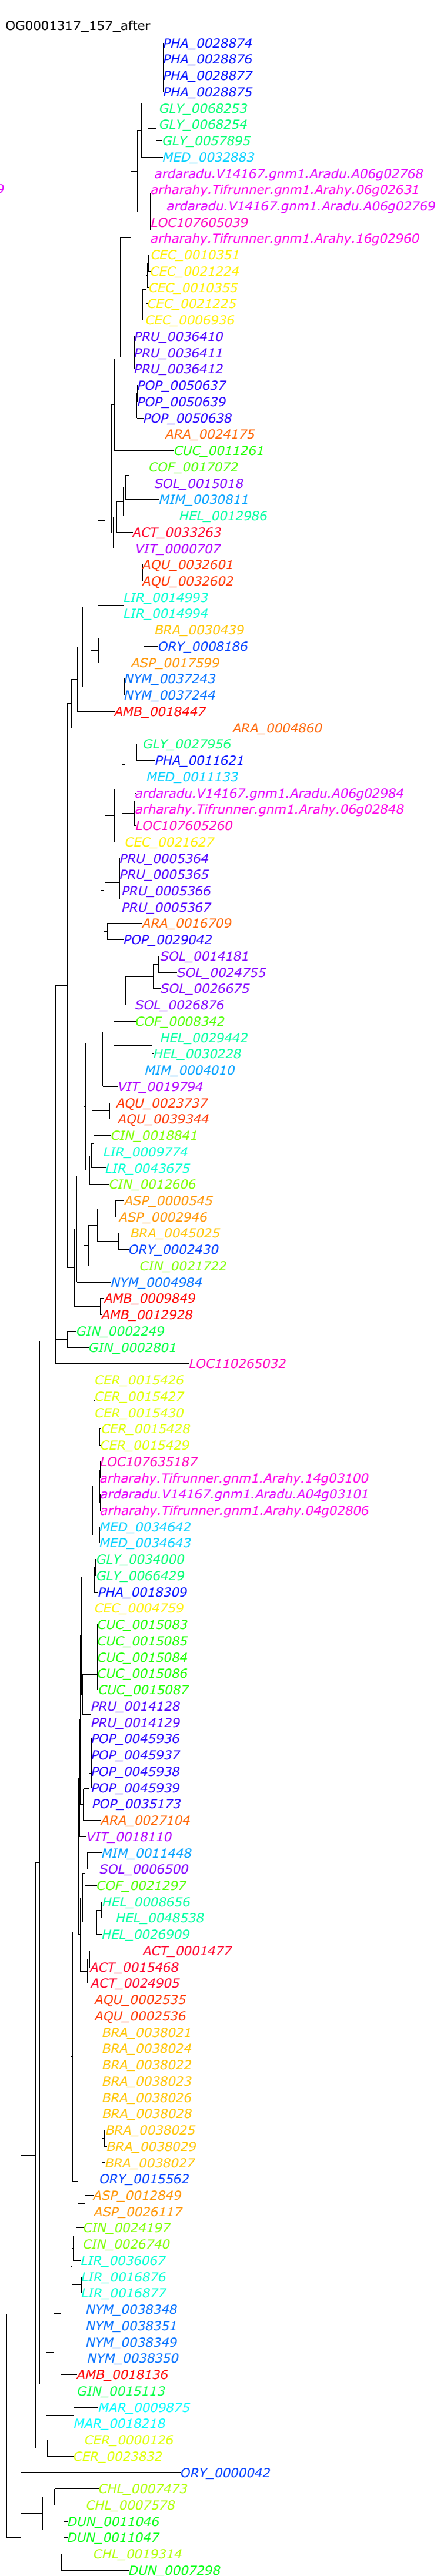 OG0001317_157_after
PHA_0028874
PHA_0028876
PHA_0028877
PHA_0028875
GLY_0068253
GLY_0068254
GLY_0057895
MED_0032883
ardaradu.V14167.gnm1.Aradu.A06g02768
arharahy.Tifrunner.gnm1.Arahy.06g02631
ardaradu.V14167.gnm1.Aradu.A06g02769
LOC107605039
arharahy.Tifrunner.gnm1.Arahy.16g02960
CEC_0010351
CEC_0021224
CEC_0010355
CEC_0021225
CEC_0006936
PRU_0036410
PRU_0036411
PRU_0036412
POP_0050637
POP_0050639
POP_0050638
ARA_0024175
CUC_0011261
COF_0017072
SOL_0015018
MIM_0030811
HEL_0012986
ACT_0033263
VIT_0000707
AQU_0032601
AQU_0032602
LIR_0014993
LIR_0014994
BRA_0030439
ORY_0008186
ASP_0017599
NYM_0037243
NYM_0037244
AMB_0018447
ARA_0004860
GLY_0027956
PHA_0011621
MED_0011133
ardaradu.V14167.gnm1.Aradu.A06g02984
arharahy.Tifrunner.gnm1.Arahy.06g02848
LOC107605260
CEC_0021627
PRU_0005364
PRU_0005365
PRU_0005366
PRU_0005367
ARA_0016709
POP_0029042
SOL_0014181
SOL_0024755
SOL_0026675
SOL_0026876
COF_0008342
HEL_0029442
HEL_0030228
MIM_0004010
VIT_0019794
AQU_0023737
AQU_0039344
CIN_0018841
LIR_0009774
LIR_0043675
CIN_0012606
ASP_0000545
ASP_0002946
BRA_0045025
ORY_0002430
CIN_0021722
NYM_0004984
AMB_0009849
AMB_0012928
GIN_0002249
GIN_0002801
LOC110265032
CER_0015426
CER_0015427
CER_0015430
CER_0015428
CER_0015429
LOC107635187
arharahy.Tifrunner.gnm1.Arahy.14g03100
ardaradu.V14167.gnm1.Aradu.A04g03101
arharahy.Tifrunner.gnm1.Arahy.04g02806
MED_0034642
MED_0034643
GLY_0034000
GLY_0066429
PHA_0018309
CEC_0004759
CUC_0015083
CUC_0015085
CUC_0015084
CUC_0015086
CUC_0015087
PRU_0014128
PRU_0014129
POP_0045936
POP_0045937
POP_0045938
POP_0045939
POP_0035173
ARA_0027104
VIT_0018110
MIM_0011448
SOL_0006500
COF_0021297
HEL_0008656
HEL_0048538
HEL_0026909
ACT_0001477
ACT_0015468
ACT_0024905
AQU_0002535
AQU_0002536
BRA_0038021
BRA_0038024
BRA_0038022
BRA_0038023
BRA_0038026
BRA_0038028
BRA_0038025
BRA_0038029
BRA_0038027
ORY_0015562
ASP_0012849
ASP_0026117
CIN_0024197
CIN_0026740
LIR_0036067
LIR_0016876
LIR_0016877
NYM_0038348
NYM_0038351
NYM_0038349
NYM_0038350
AMB_0018136
GIN_0015113
MAR_0009875
MAR_0018218
CER_0000126
CER_0023832
ORY_0000042
CHL_0007473
CHL_0007578
DUN_0011046
DUN_0011047
CHL_0019314
DUN_0007298